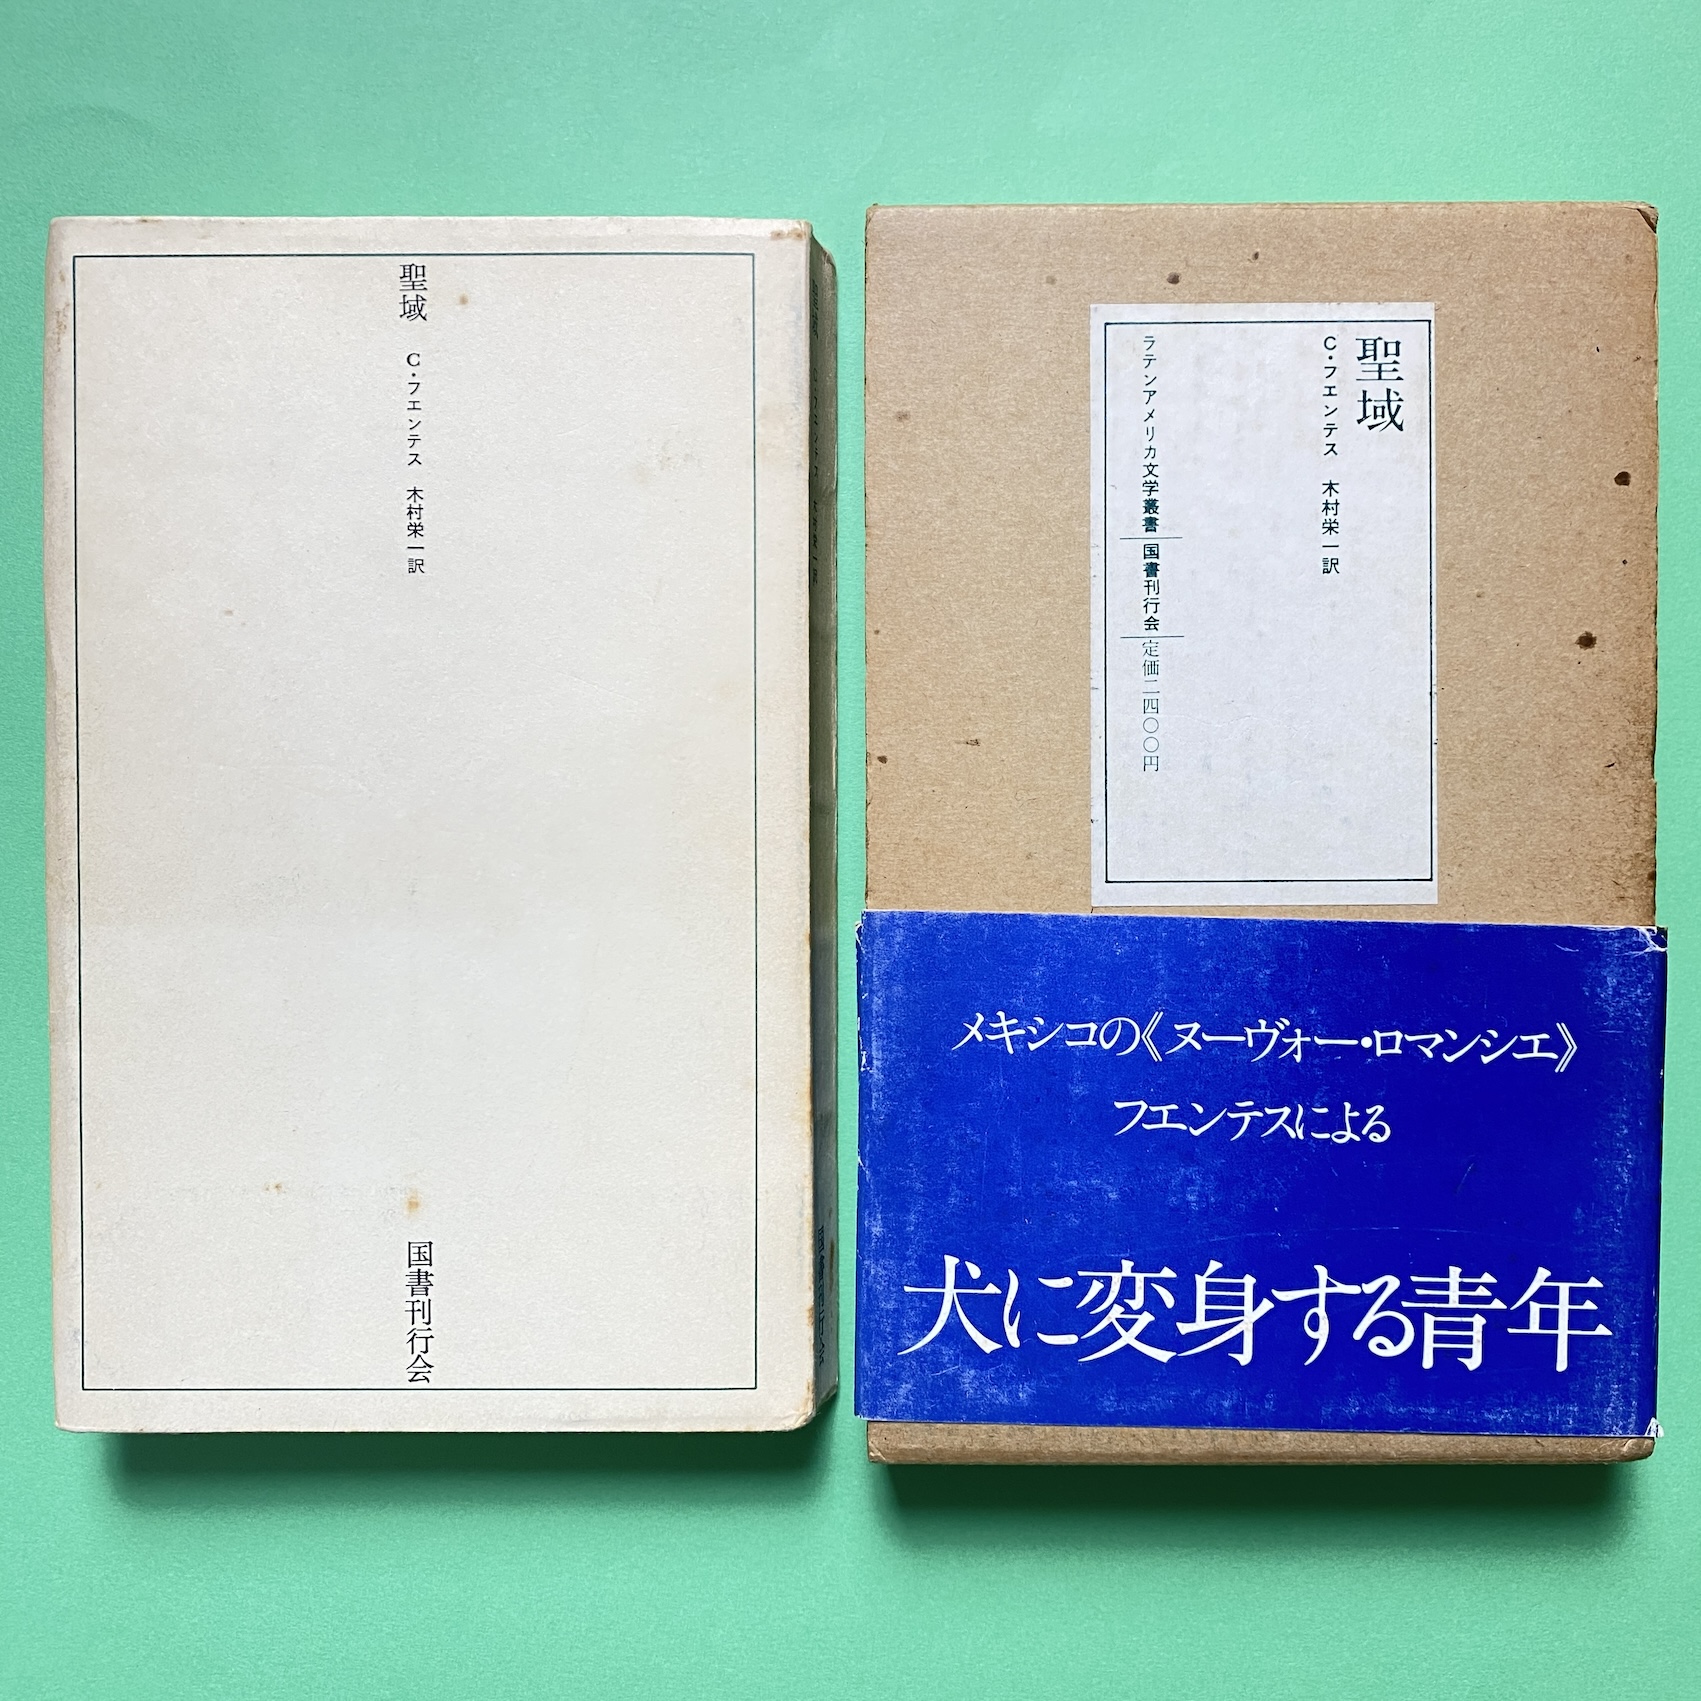 聖域 C・フエンテス 木村栄一訳
国書刊行会
聖域
C・フエンテス 木村栄一訳
ラテンアメリカ文学叢書 国書刊行会 定価二四〇〇円
メキシコの《ヌーヴォー・ロマンシエ》
フエンテスによる
犬に変身する青年